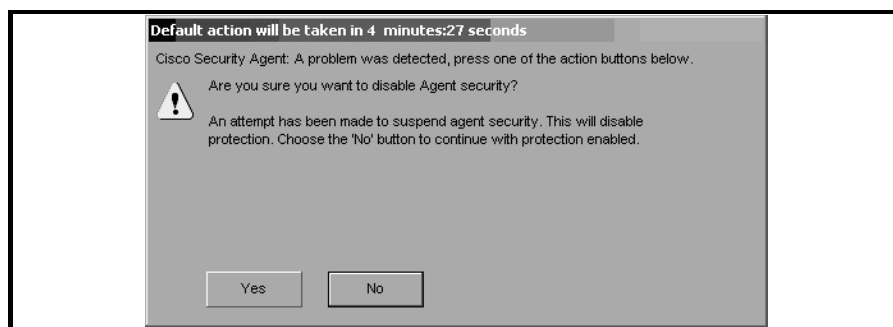 Default action will be taken in 4 minutes:27 seconds
Cisco Security Agent: A problem was detected, press one of the action buttons below.
Are you sure you want to disable Agent security?
An attempt has been made to suspend agent security. This will disable
protection. Choose the 'No' button to continue with protection enabled.
Yes
No